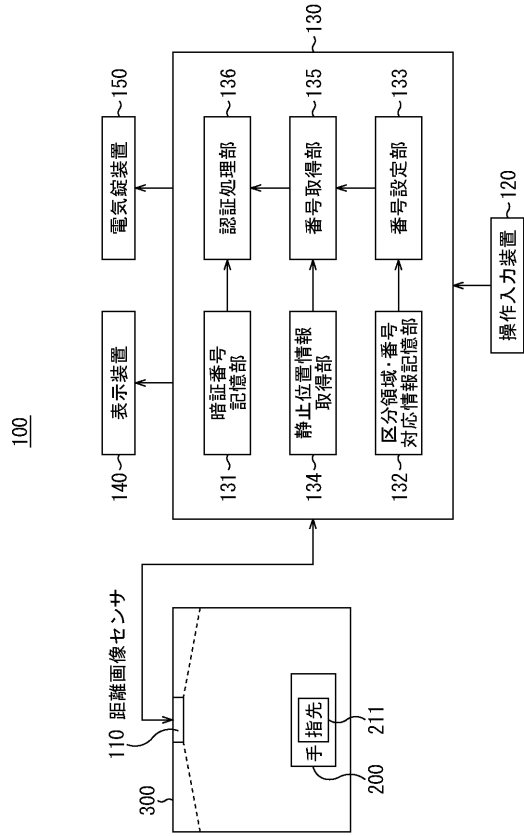 100
300
110 距離画像センサ
手
指先
200
211
140
表示装置
150
電気錠装置
130
131
暗証番号
記憶部
136
認証処理部
134
静止位置情報
取得部
135
番号取得部
132
区分領域・番号
対応情報記憶部
133
番号設定部
120
操作入力装置